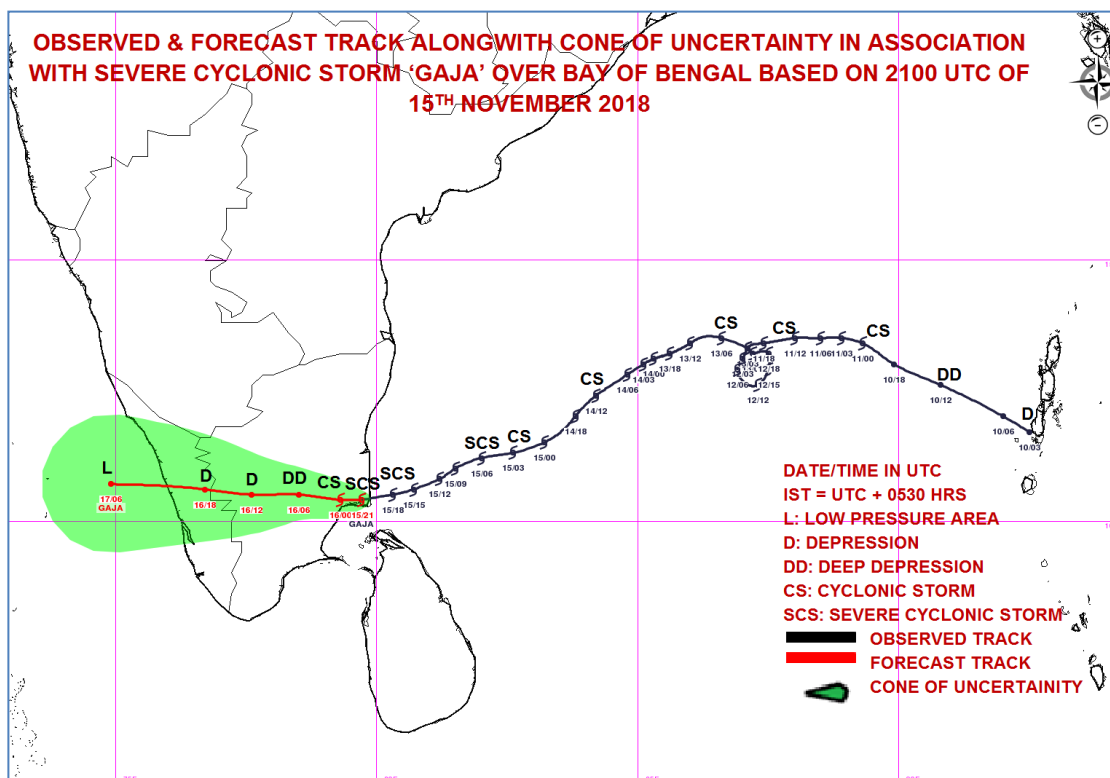 OBSERVED & FORECAST TRACK ALONGWITH CONE OF UNCERTAINTY IN ASSOCIATION
WITH SEVERE CYCLONIC STORM ‘GAJA’ OVER BAY OF BENGAL BASED ON 2100 UTC OF
15TH NOVEMBER 2018
CS
CS
CS
13/06
11/18
11/12
11/06
11/03
11/00
13/12
13/18
14/00
14/03
14/06
12/03
12/18
12/06
12/15
12/12
10/18
DD
10/12
CS
14/12
14/18
D
10/06
10/03
SCS
CS
15/00
15/03
15/06
15/09
15/12
SCS
15/15
15/18
L
D
D
DD
CS
SCS
17/06
GAJA
16/18
16/12
16/06
16/00
15/21
GAJA
DATE/TIME IN UTC
IST = UTC + 0530 HRS
L: LOW PRESSURE AREA
D: DEPRESSION
DD: DEEP DEPRESSION
CS: CYCLONIC STORM
SCS: SEVERE CYCLONIC STORM
OBSERVED TRACK
FORECAST TRACK
CONE OF UNCERTAINITY